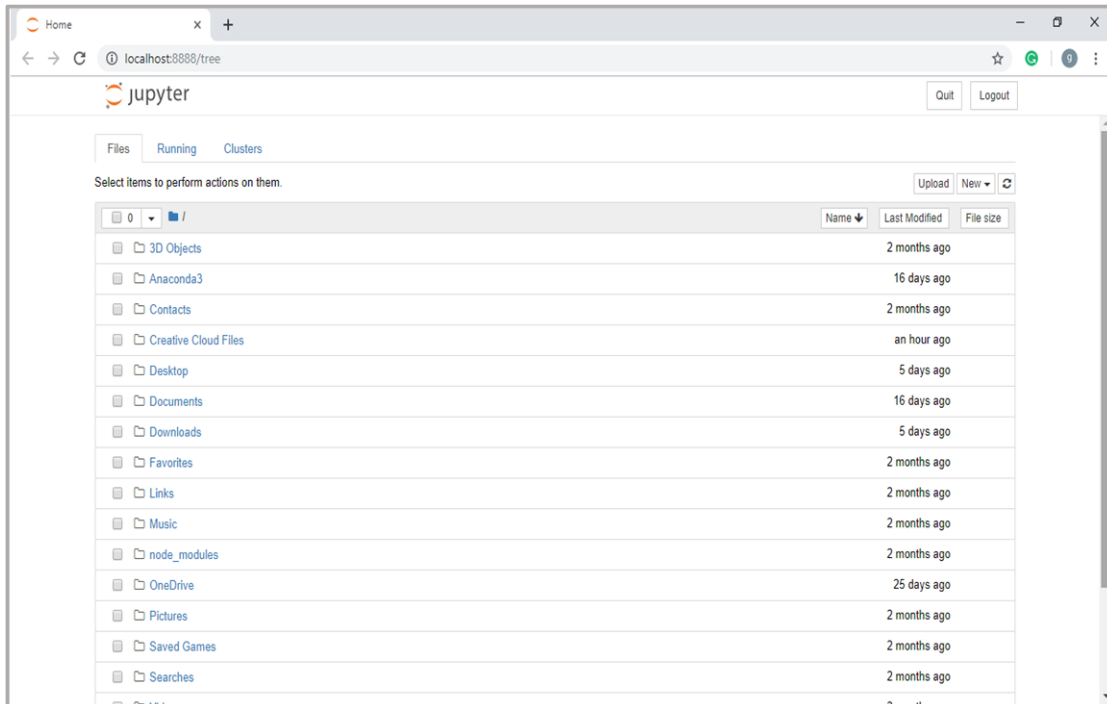 Home
localhost:8888/tree
g
jupyter
Quit Logout
Files Running Clusters
Select items to perform actions on them.
Upload New
0 / Name Last Modified File size
3D Objects 2 months ago
Anaconda3 16 days ago
Contacts 2 months ago
Creative Cloud Files an hour ago
Desktop 5 days ago
Documents 16 days ago
Downloads 5 days ago
Favorites 2 months ago
Links 2 months ago
Music 2 months ago
node_modules 2 months ago
OneDrive 25 days ago
Pictures 2 months ago
Saved Games 2 months ago
Searches 2 months ago